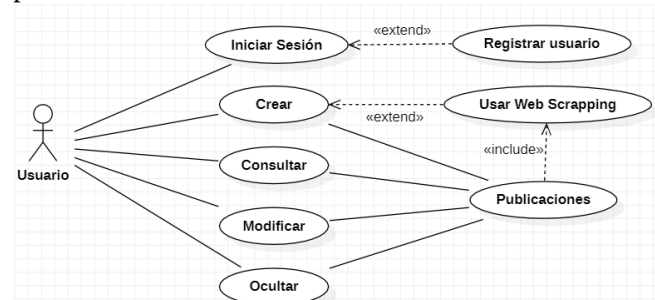 Iniciar Sesión
«extend»
Registrar usuario
Crear
«extend»
Usar Web Scrapping
«include»
Usuario
Consultar
Publicaciones
Modificar
Ocultar